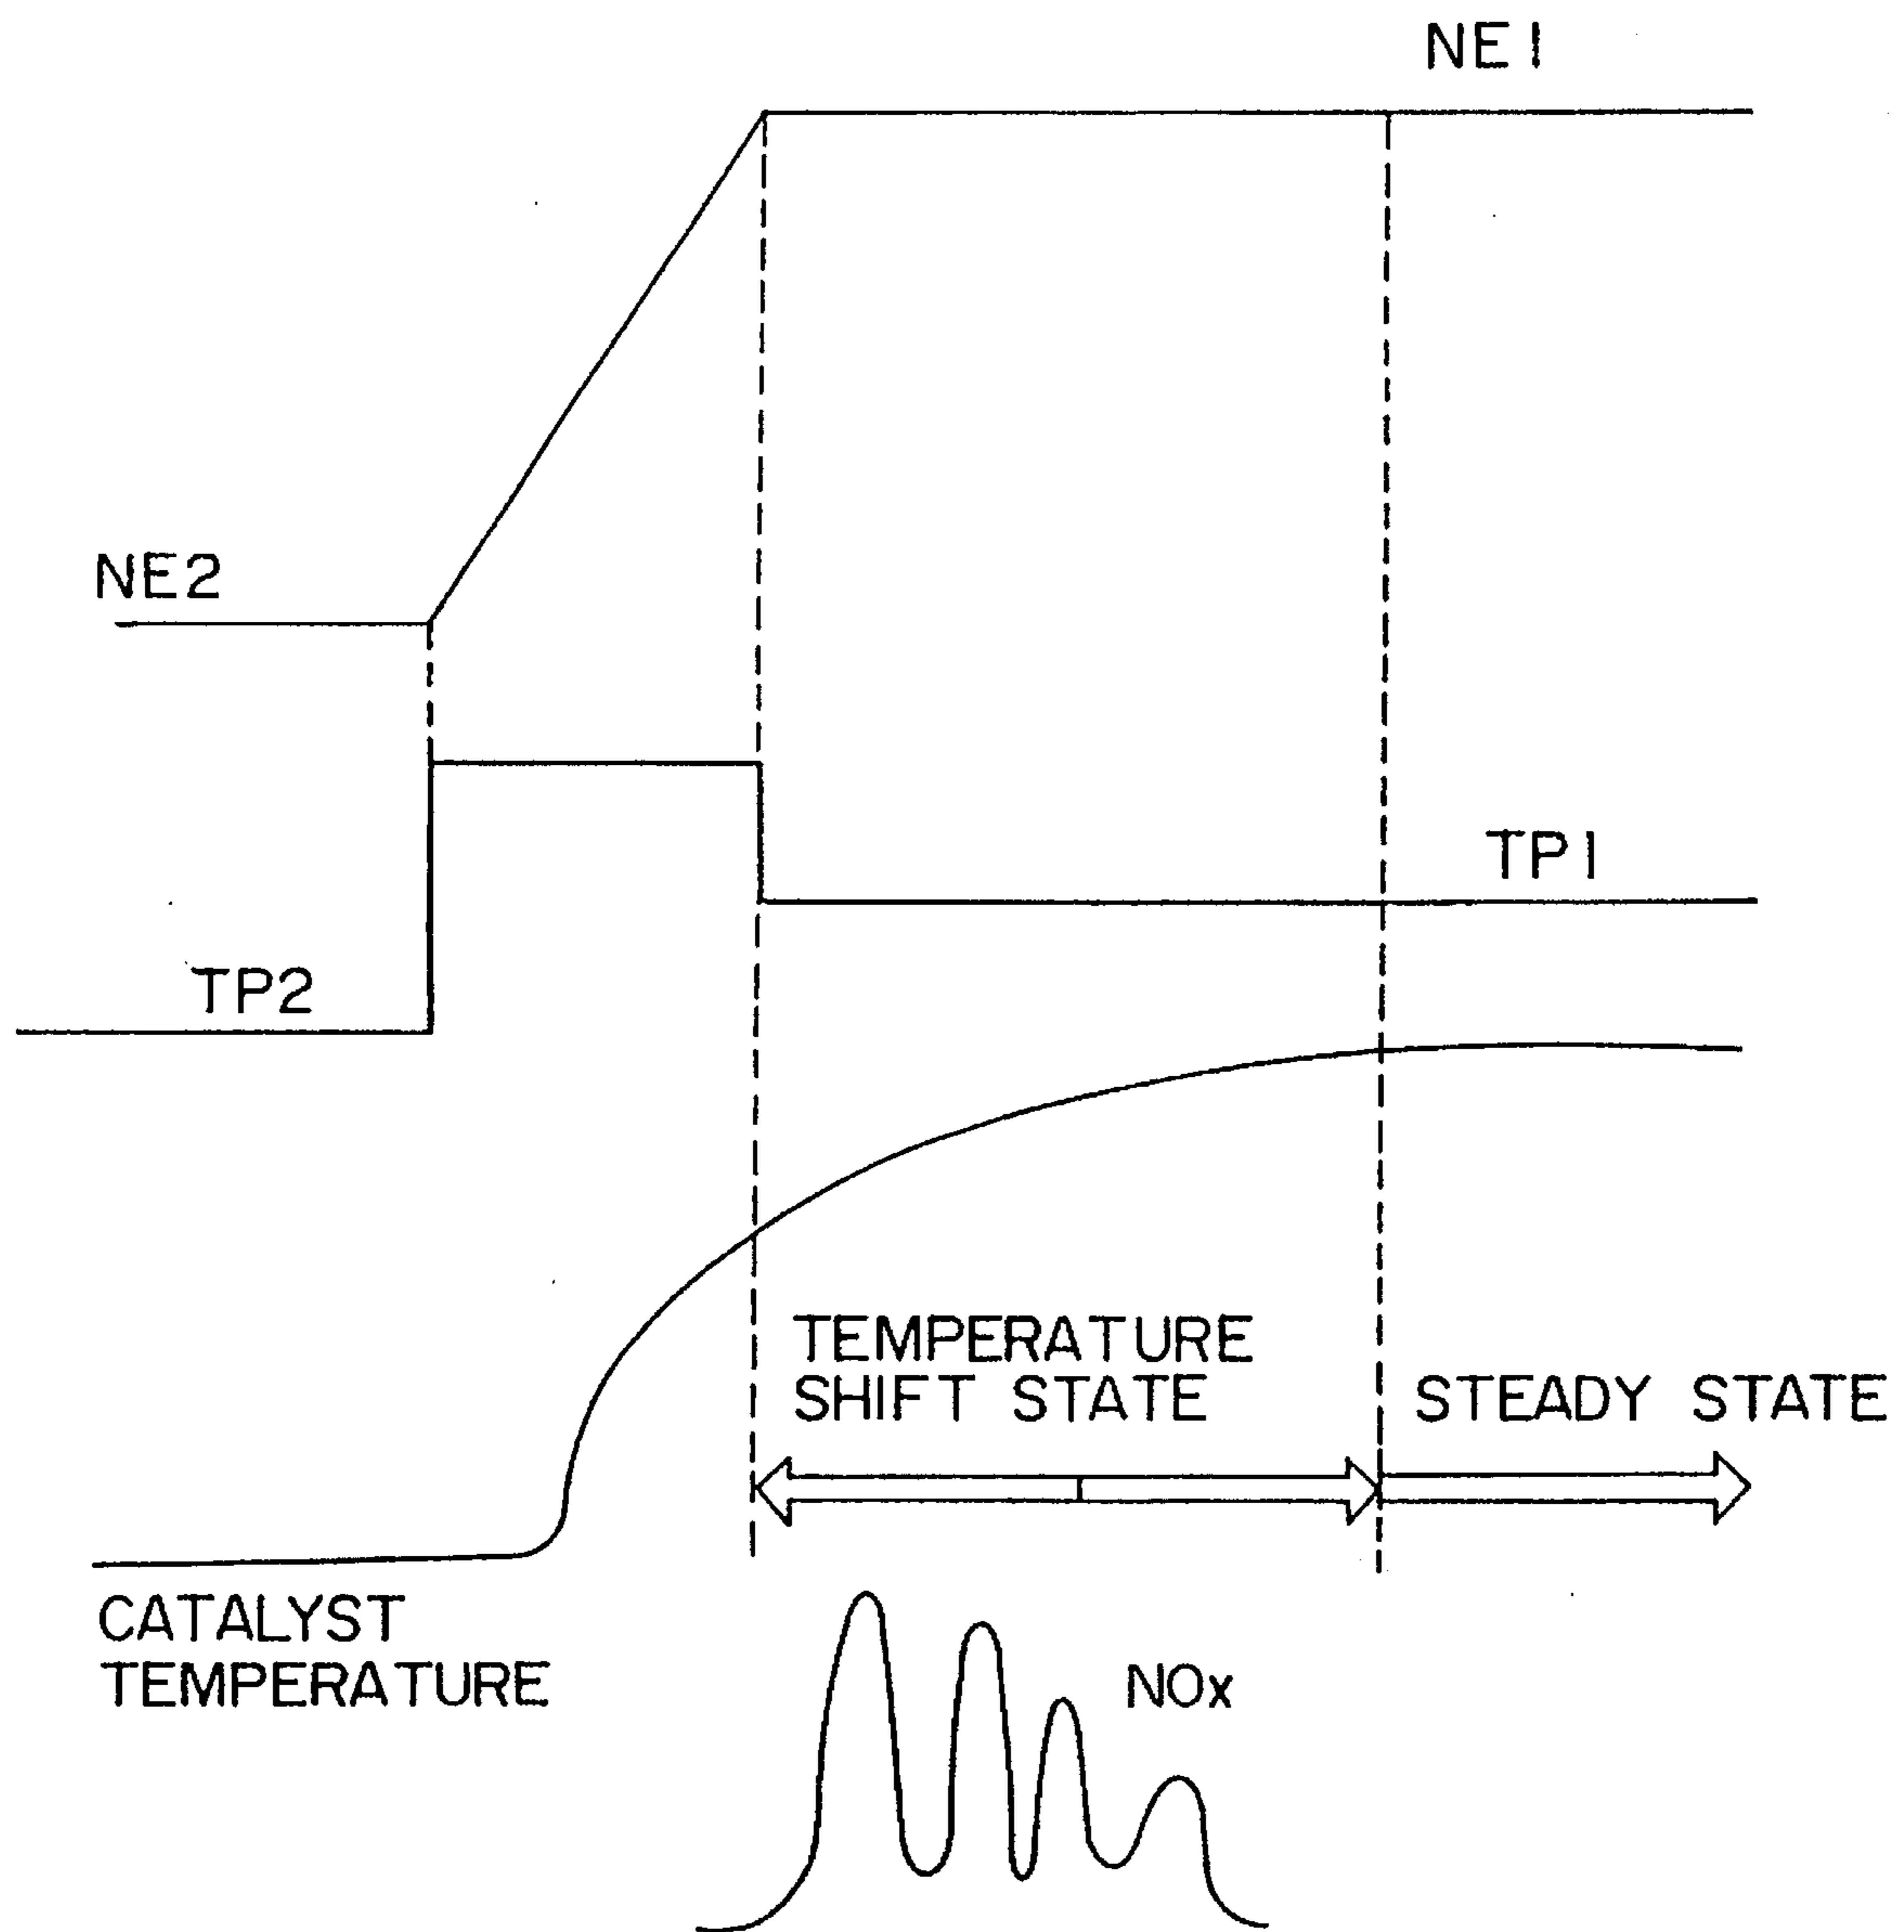 NE1
NE2
TP1
TP2
TEMPERATURE
SHIFT STATE
STEADY STATE
CATALYST
TEMPERATURE
NOx